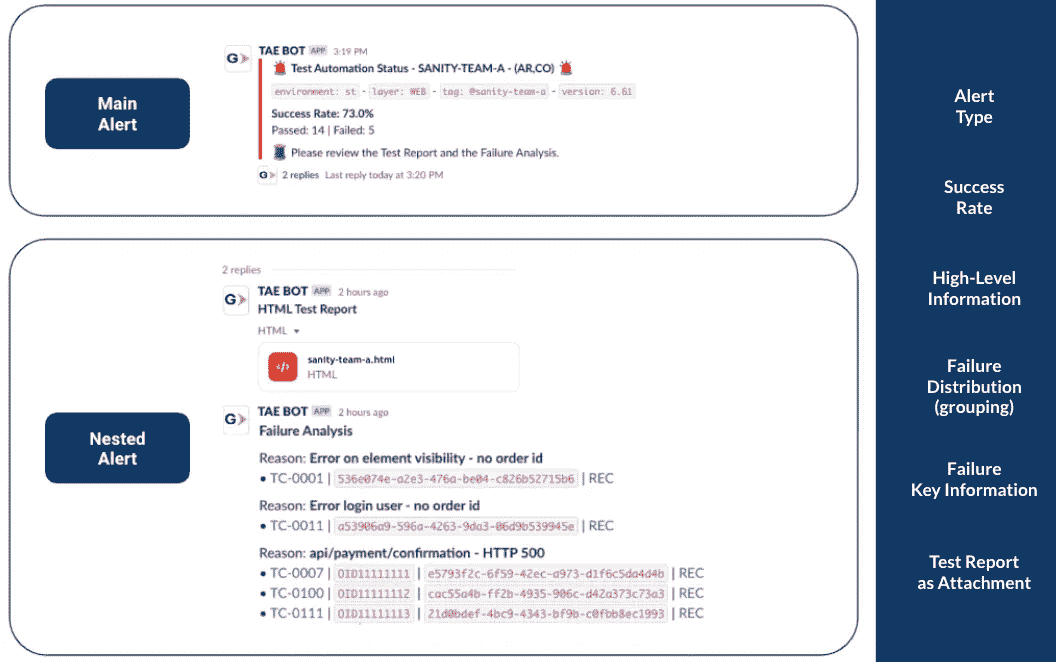 Main
Alert
TAE BOT APP 3:19 PM
Test Automation Status - SANITY-TEAM-A - (AR,CO)
environment: st - layer: WEB - tag: @sanity-team-a - version: 6.61
Success Rate: 73.0%
Passed: 14 | Failed: 5
Please review the Test Report and the Failure Analysis.
2 replies Last reply today at 3:20 PM
Nested
Alert
2 replies
TAE BOT APP 2 hours ago
HTML Test Report
HTML
sanity-team-a.html
HTML
TAE BOT APP 2 hours ago
Failure Analysis
Reason: Error on element visibility - no order id
• TC-0001 | 536e074e-a2e3-476a-be04-c826b52715b6 | REC
Reason: Error login user - no order id
• TC-0011 | a53906a9-596a-4263-9da3-06d9b539945e | REC
Reason: api/payment/confirmation - HTTP 500
• TC-0007 | OID11111111 | e5793f2c-6f59-42ec-a973-d1f6c5da4d4b | REC
• TC-0100 | OID11111112 | cac55a4b-ff2b-4935-906c-d42a373c73a3 | REC
• TC-0111 | OID11111113 | 21d0bdef-4bc9-4343-bf9b-c0fbb8ec1993 | REC
Alert
Type
Success
Rate
High-Level
Information
Failure
Distribution
(grouping)
Failure
Key Information
Test Report
as Attachment